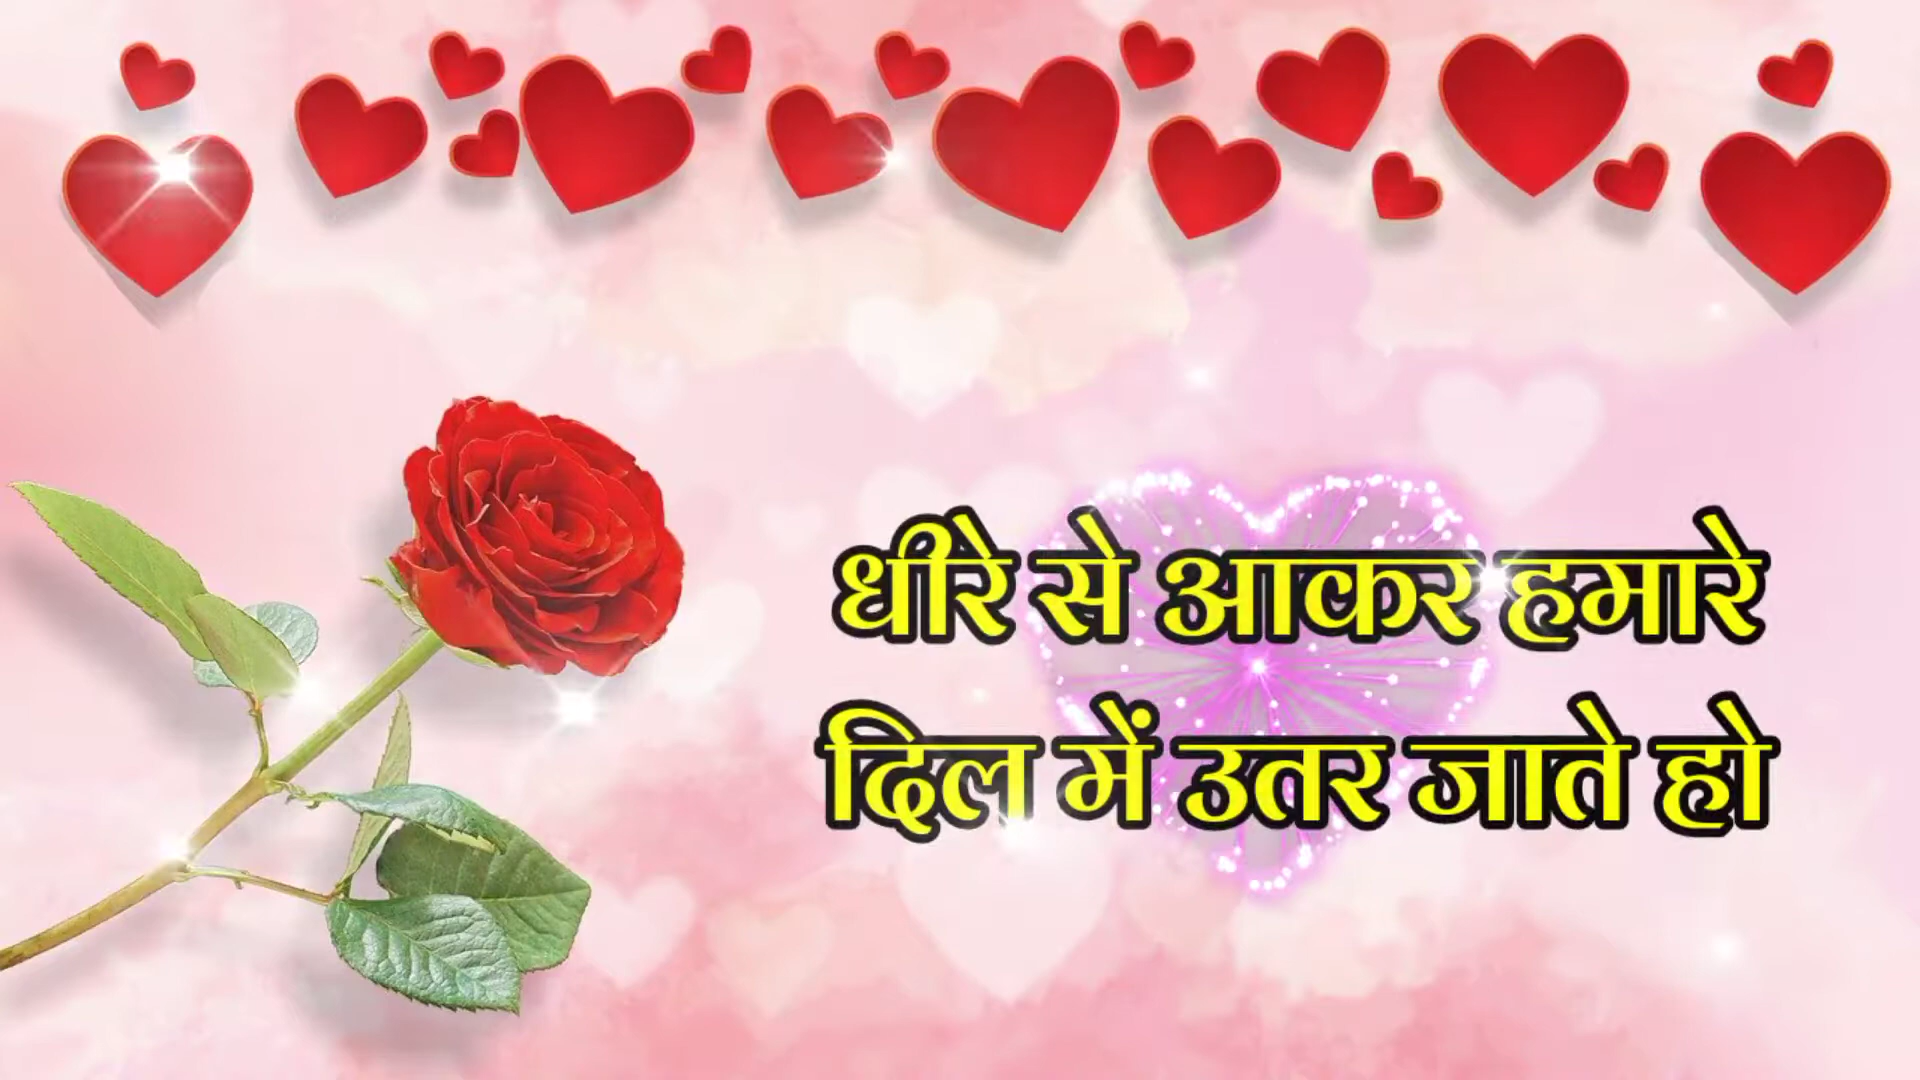 धीरे से आकर हमारे
दिल में उतर जाते हो